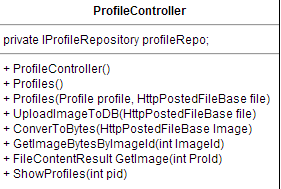 ProfileController
private IProfileRepository profileRepo;
+ ProfileController()
+ Profiles()
+ Profiles(Profile profile, HttpPostedFileBase file)
+ UploadImageToDB(HttpPostedFileBase file)
+ ConverToBytes(HttpPostedFileBase Image)
+ GetImageBytesByImageId(int ImageId)
+ FileContentResult GetImage(int ProId)
+ ShowProfiles(int pid)